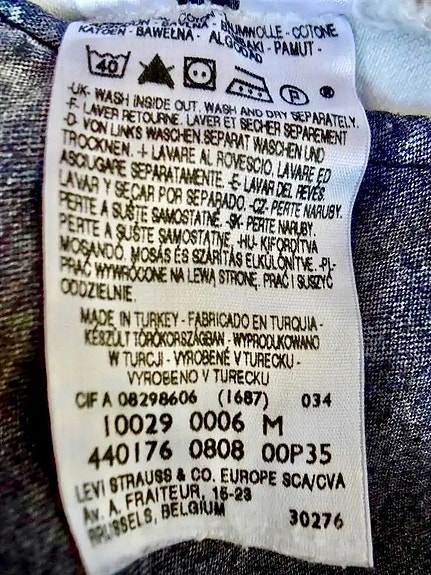 COTTON - BAUMWOLLE - COTONE
KATOEN - BAWEŁNA - ALGODÃO
PAMUT -
40
P
-UK- WASH INSIDE OUT. WASH AND DRY SEPARATELY.
-F- LAVER RETOURNE. LAVER ET SECHER SEPAREMENT
-D- VON LINKS WASCHEN. SEPARAT WASCHEN UND
TROCKNEN. -I- LAVARE AL ROVESCIO. LAVARE ED
ASCIUGARE SEPARATAMENTE. -E- LAVAR DEL REVES.
LAVAR Y SECAR POR SEPARADO. -CZ- PERTE NARUBY.
PERTE A SUŠTE SAMOSTATNĚ. -SK- PERTE NARUBY.
PERTE A SUŠTE SAMOSTATNE. -HU- KIFORDÍTVA
MOSANDÓ. MOSÁS ÉS SZÁRÍTÁS ELKÜLÖNÍTVE. -PL-
PRAĆ WYWRÓCONE NA LEWĄ STRONĘ. PRAĆ I SUSZYĆ
ODDZIELNIE.
MADE IN TURKEY - FABRICADO EN TURQUIA -
KÉSZÜLT TÖRÖKORSZÁGBAN - WYPRODUKOWANO
W TURCJI - VYROBENÉ V TURECKU -
VYROBENO V TURECKU
CIF A 08298606 (1687) 034
10029 0006 M
440176 0808 00P35
LEVI STRAUSS & CO. EUROPE SCA/CVA
Av. A. FRAITEUR, 15-23
BRUSSELS, BELGIUM 30276